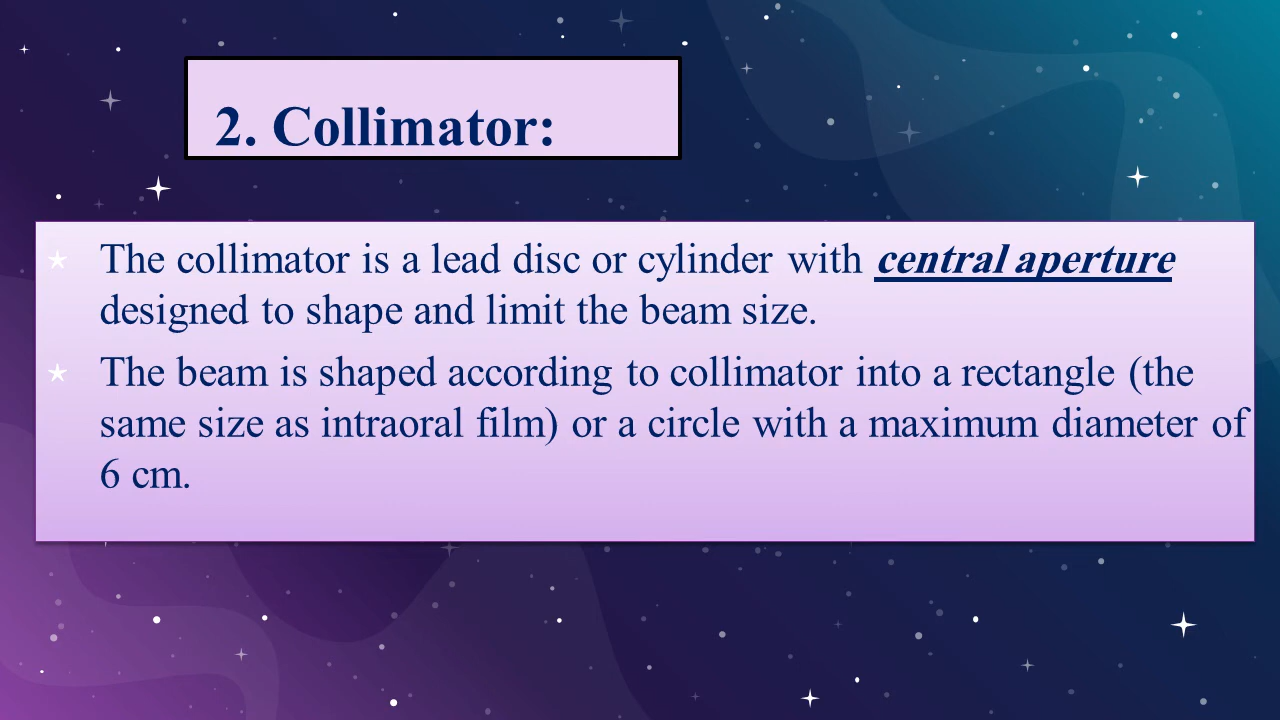 2. Collimator:
The collimator is a lead disc or cylinder with central aperture
designed to shape and limit the beam size.
The beam is shaped according to collimator into a rectangle (the
same size as intraoral film) or a circle with a maximum diameter of
6 cm.